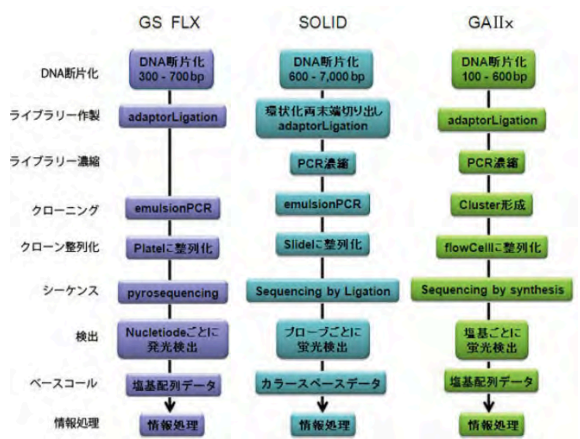 GS FLX SOLID GAIIx
DNA断片化
DNA断片化
300 - 700bp
DNA断片化
600 - 7,000bp
DNA断片化
100 - 600bp
ライブラリー作製
adaptorLigation
環状化両末端切り出し
adaptorLigation
adaptorLigation
ライブラリー濃縮
PCR濃縮
PCR濃縮
クローニング
emulsionPCR
emulsionPCR
Cluster形成
クローン整列化
Plateに整列化
Slideに整列化
flowCellに整列化
シーケンス
pyrosequencing
Sequencing by Ligation
Sequencing by synthesis
検出
Nucletiodeごとに
発光検出
プローブごとに
蛍光検出
塩基ごとに
蛍光検出
ベースコール
塩基配列データ
カラースペースデータ
塩基配列データ
情報処理
情報処理
情報処理
情報処理